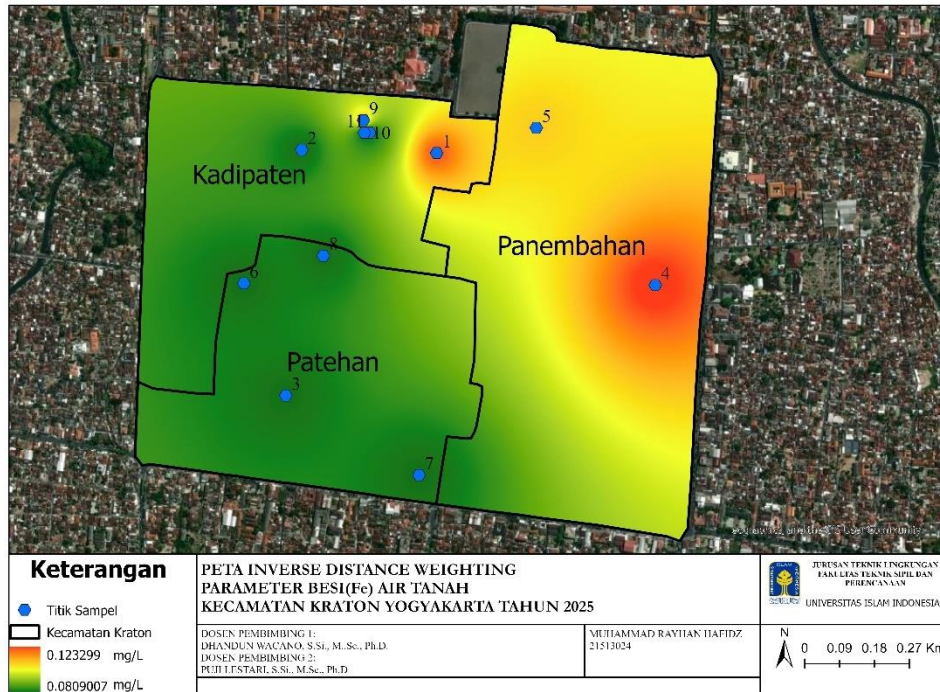 9
11
10
2
1
5
Kadipaten
Panembahan
8
6
4
Patehan
3
7
Keterangan
Titik Sampel
Kecamatan Kraton
0.123299 mg/L
0.0809007 mg/L
PETA INVERSE DISTANCE WEIGHTING
PARAMETER BESI(Fe) AIR TANAH
KECAMATAN KRATON YOGYAKARTA TAHUN 2025
DOSEN PEMBIMBING 1:
DHANDUN WACANO, S.Si., M.Sc., Ph.D.
DOSEN PEMBIMBING 2:
PUJI LESTARI, S.Si., M.Sc., Ph.D
MUHAMMAD RAYHAN HAFIDZ
21513024
JURUSAN TEKNIK LINGKUNGAN
FAKULTAS TEKNIK SIPIL DAN
PERENCANAAN
UNIVERSITAS ISLAM INDONESIA
N
0 0.09 0.18 0.27 Km
User Community